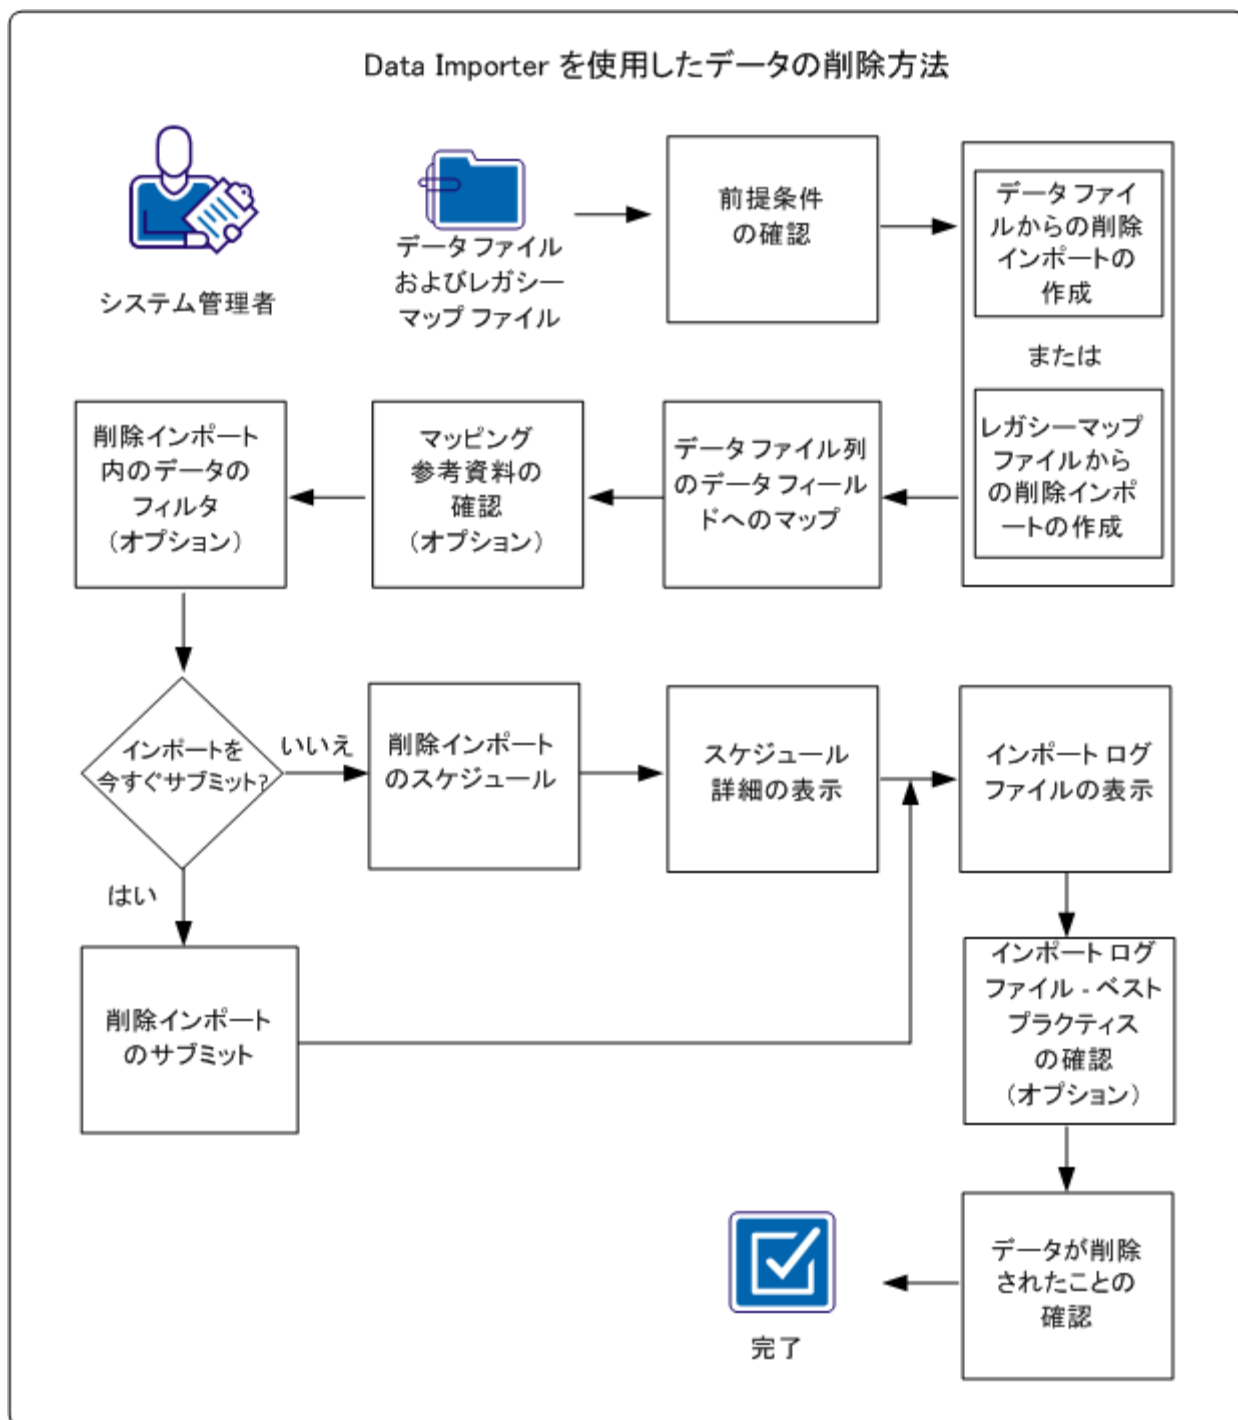 Data Importer を使用したデータの削除方法
システム管理者
データ ファイル
およびレガシー
マップ ファイル
前提条件
の確認
データ ファイ
ルからの削除
インポートの
作成
または
レガシーマップ
ファイルから
の削除インポ
ートの作成
データ ファイル列
のデータ フィール
ドへのマップ
マッピング
参考資料の
確認
(オプション)
削除インポート
内のデータの
フィルタ
(オプション)
インポートを
今すぐサブミット?
いいえ
はい
削除インポート
のスケジュール
スケジュール
詳細の表示
インポート ログ
ファイルの表示
削除インポート
のサブミット
インポート ログ
ファイル - ベスト
プラクティス
の確認
(オプション)
データが削除
されたことの
確認
完了